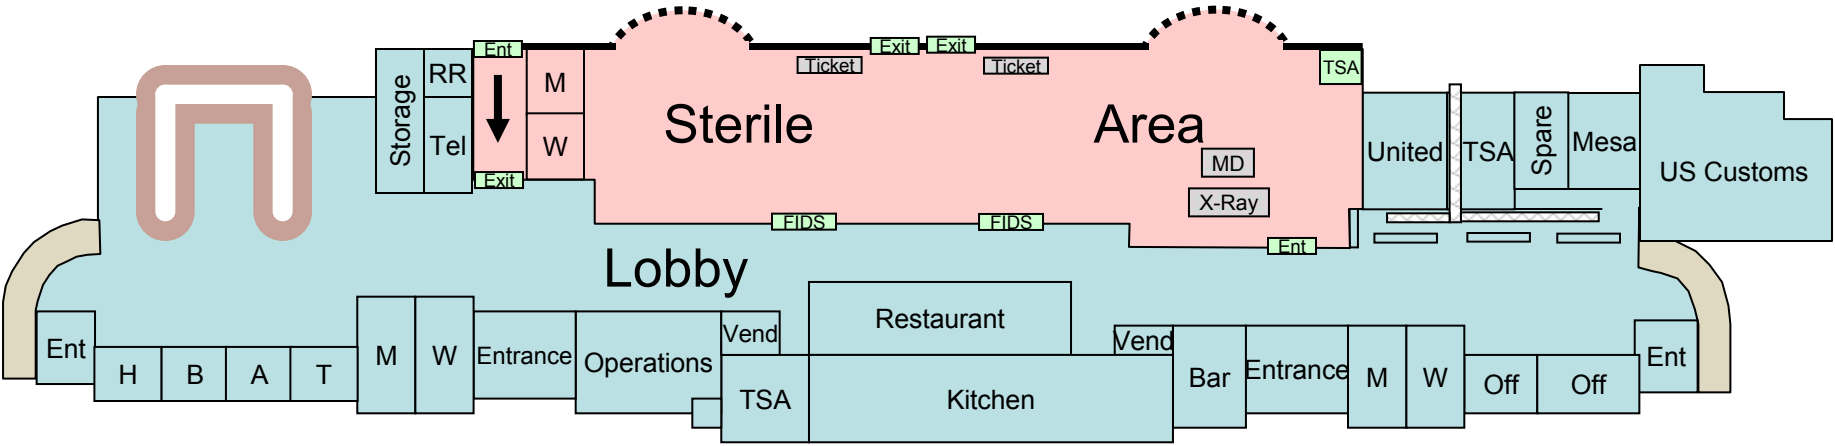 Ent
Exit
Exit
RR
M
Ticket
Ticket
TSA
Storage
Tel
W
Sterile
Area
United
TSA
Spare
Mesa
US Customs
MD
X-Ray
Exit
FIDS
FIDS
Ent
Lobby
Ent
H
B
A
T
M
W
Entrance
Operations
Vend
TSA
Restaurant
Kitchen
Vend
Bar
Entrance
M
W
Off
Off
Ent